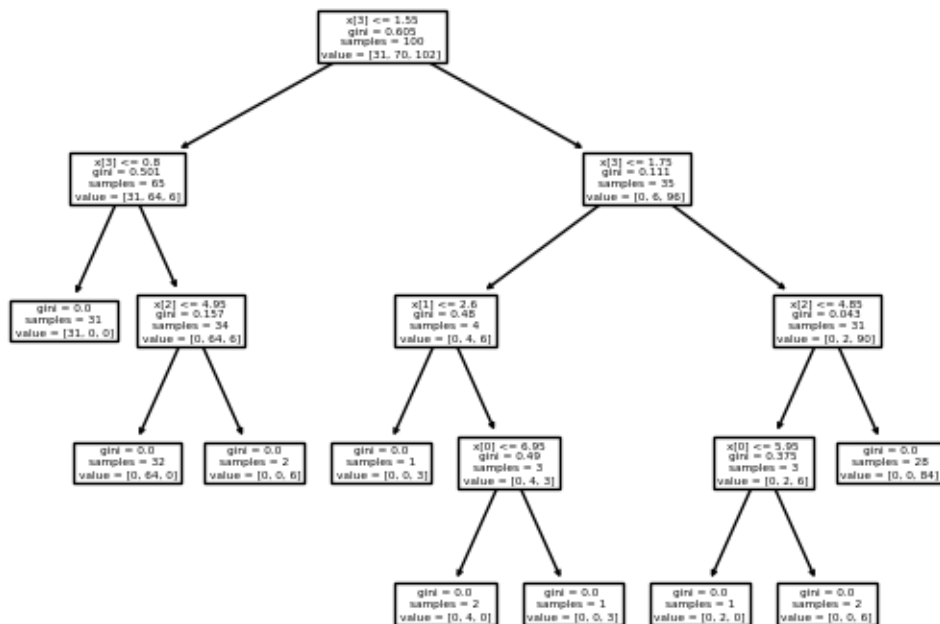 x[3] <= 1.55
gini = 0.605
samples = 100
value = [31, 70, 102]
x[3] <= 0.8
gini = 0.501
samples = 65
value = [31, 64, 6]
x[3] <= 1.75
gini = 0.111
samples = 35
value = [0, 6, 96]
gini = 0.0
samples = 31
value = [31, 0, 0]
x[2] <= 4.95
gini = 0.157
samples = 34
value = [0, 64, 6]
x[1] <= 2.6
gini = 0.48
samples = 4
value = [0, 4, 6]
x[2] <= 4.85
gini = 0.043
samples = 31
value = [0, 2, 90]
gini = 0.0
samples = 32
value = [0, 64, 0]
gini = 0.0
samples = 2
value = [0, 0, 6]
gini = 0.0
samples = 1
value = [0, 0, 3]
x[0] <= 6.95
gini = 0.49
samples = 3
value = [0, 4, 3]
x[0] <= 5.95
gini = 0.375
samples = 3
value = [0, 2, 6]
gini = 0.0
samples = 28
value = [0, 0, 84]
gini = 0.0
samples = 2
value = [0, 4, 0]
gini = 0.0
samples = 1
value = [0, 0, 3]
gini = 0.0
samples = 1
value = [0, 2, 0]
gini = 0.0
samples = 2
value = [0, 0, 6]